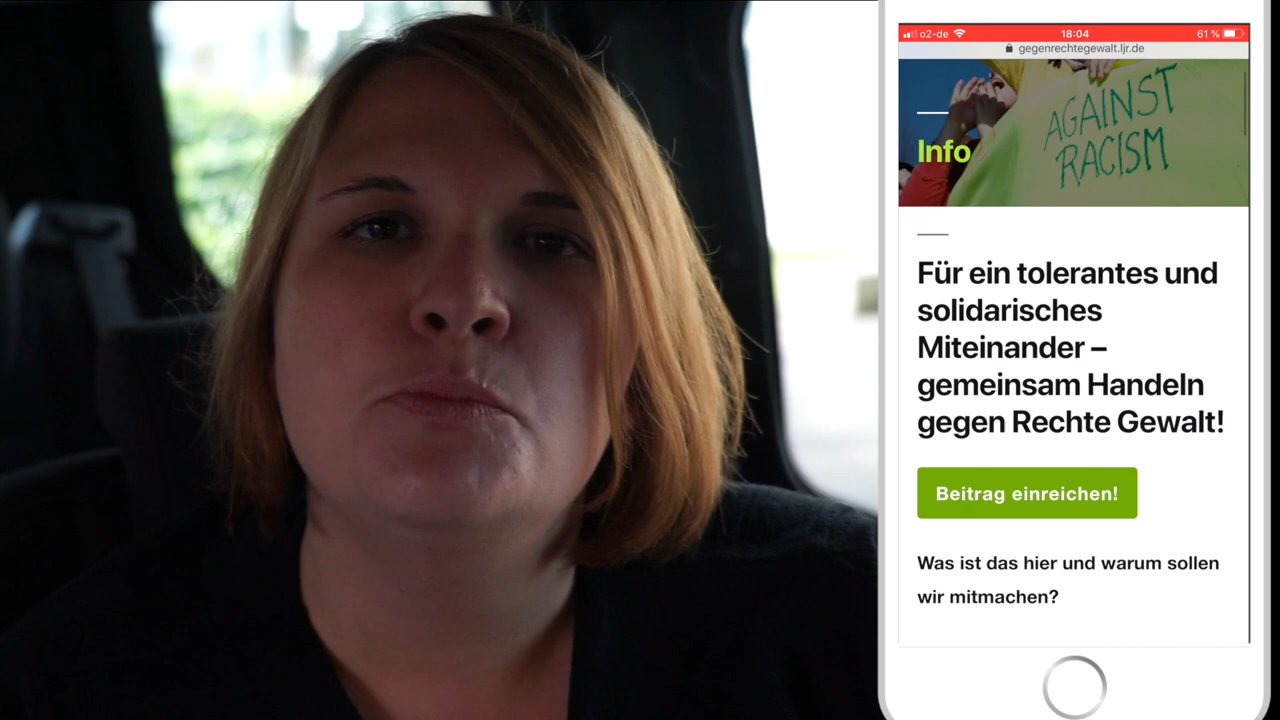 o2-de 18:04 61 %
gegenrechtegewalt.ljr.de
AGAINST
RACISM
Info
Für ein tolerantes und
solidarisches
Miteinander –
gemeinsam Handeln
gegen Rechte Gewalt!
Beitrag einreichen!
Was ist das hier und warum sollen
wir mitmachen?